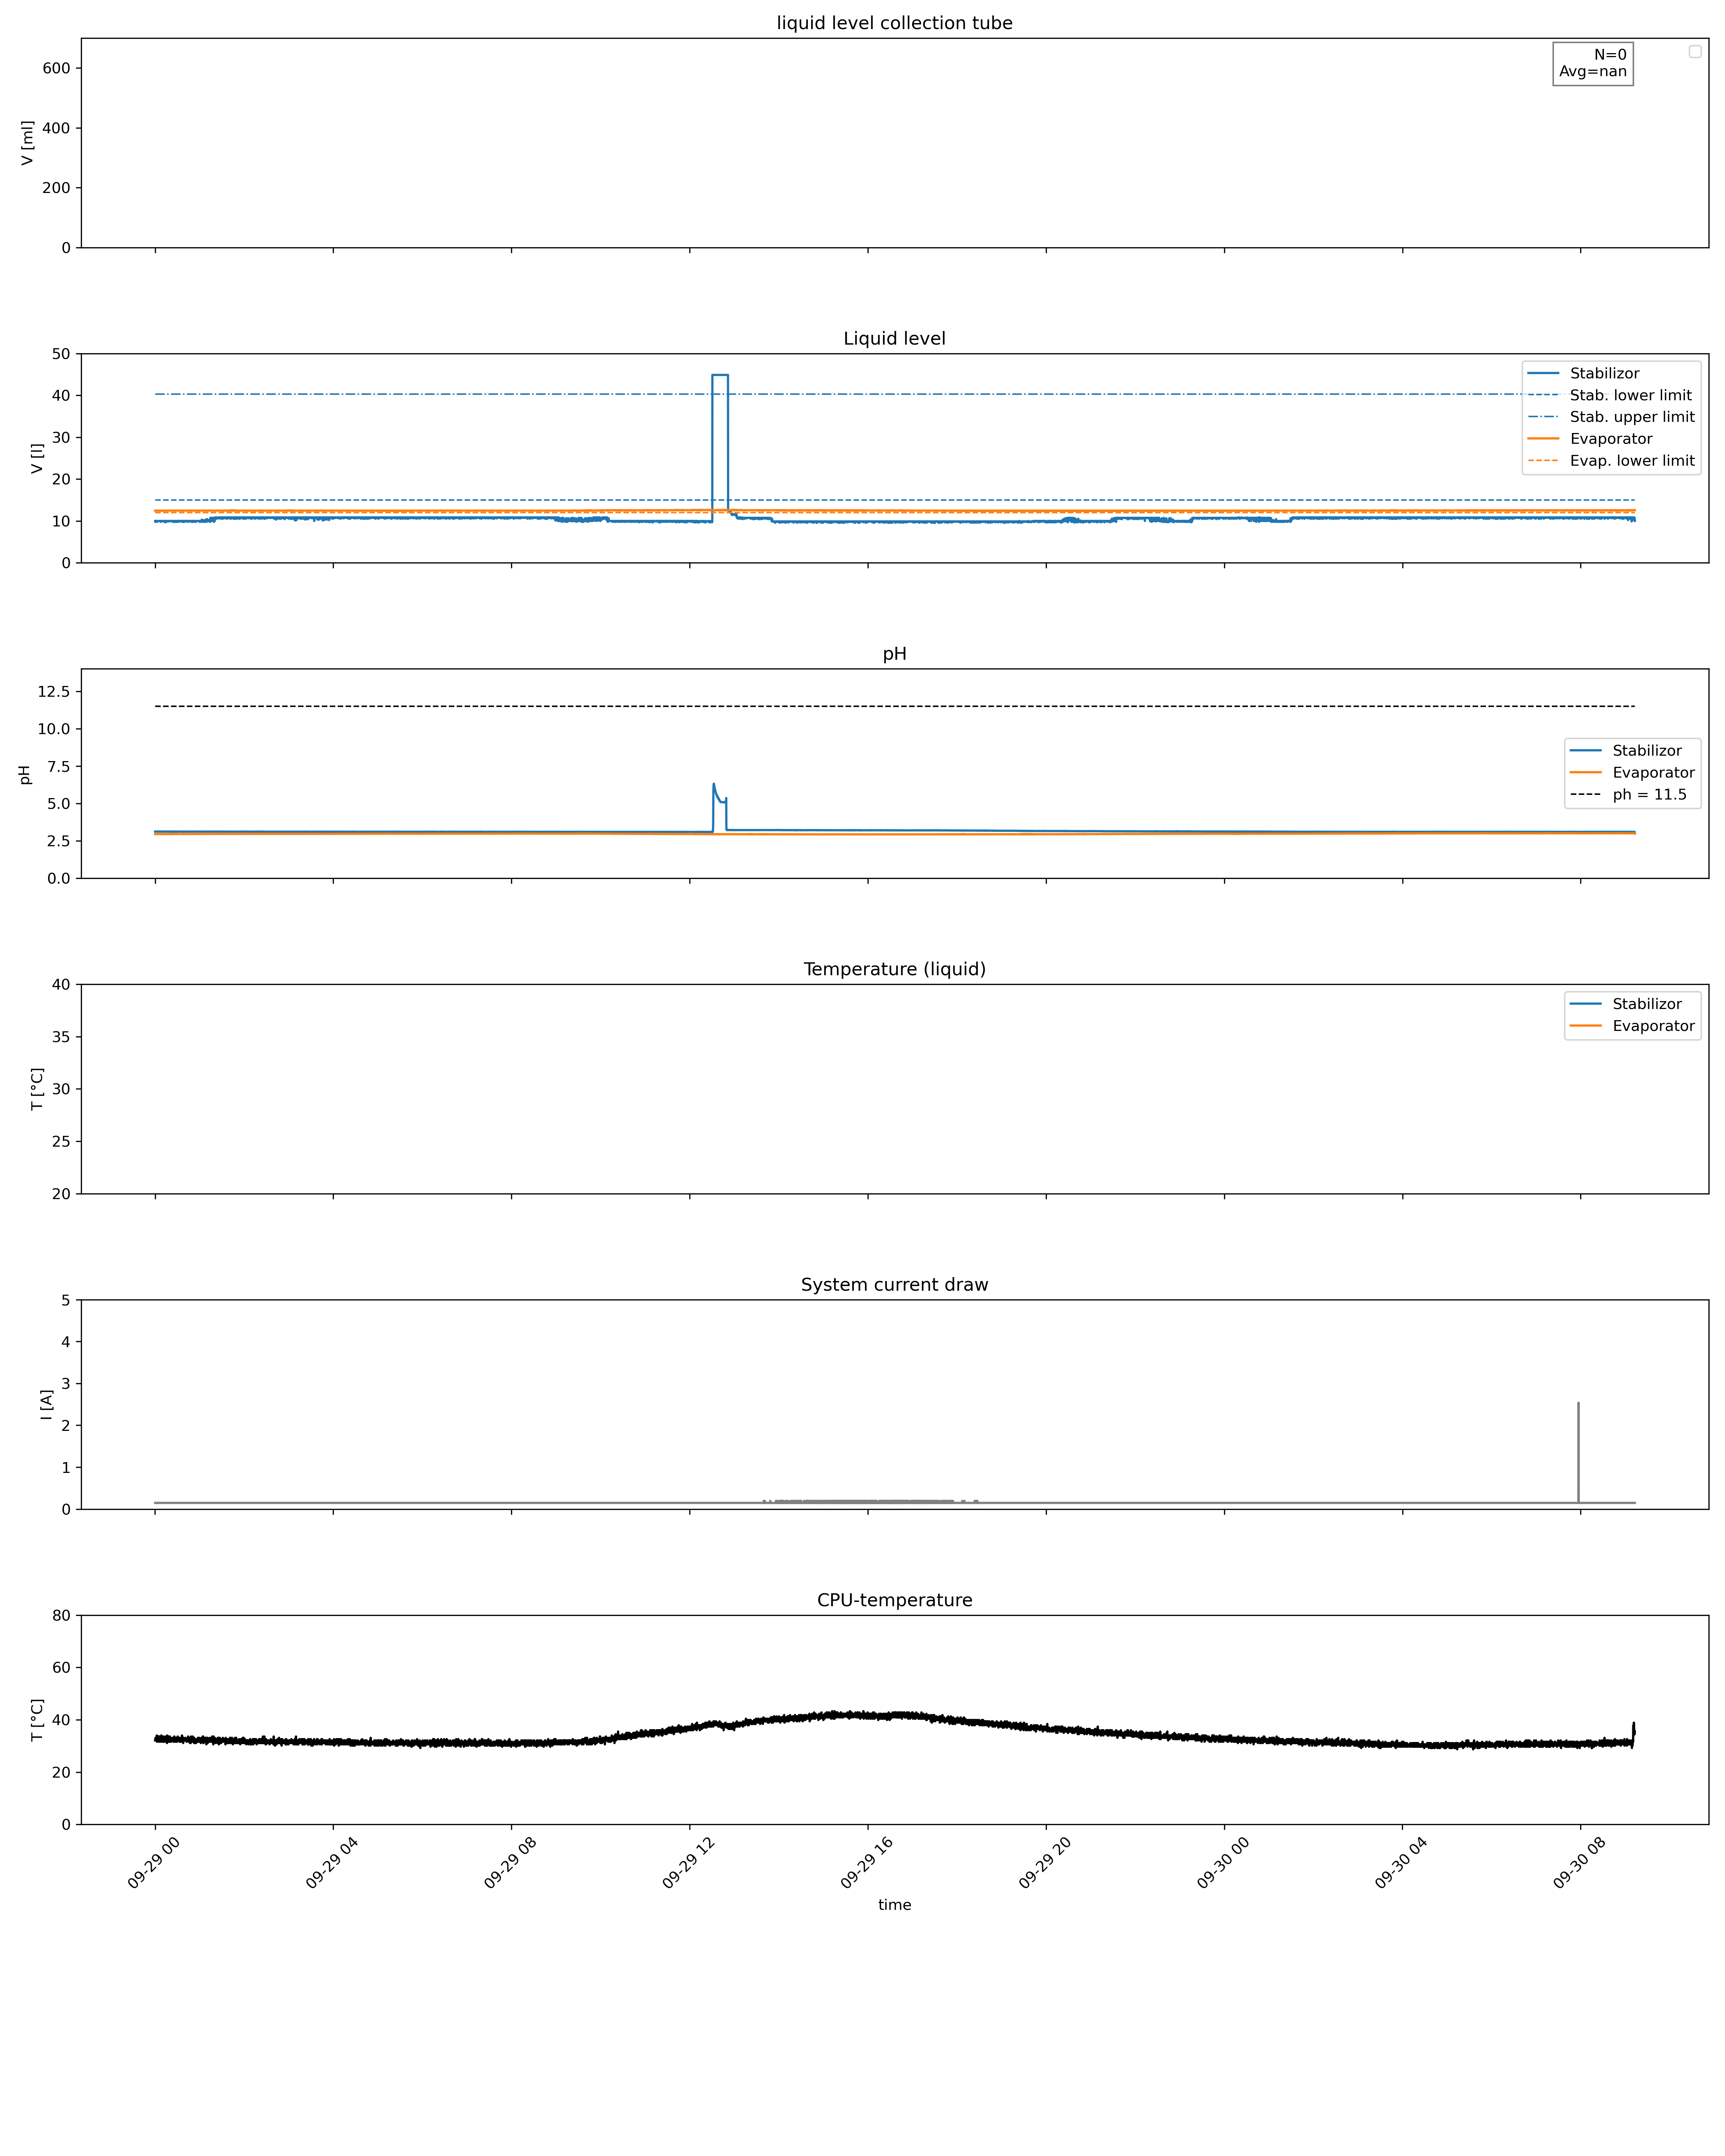 liquid level collection tube
N=0
Avg=nan
V [ml]
600
400
200
0
Liquid level
V [l]
50
40
30
20
10
0
Stabilizor
Stab. lower limit
Stab. upper limit
Evaporator
Evap. lower limit
pH
pH
12.5
10.0
7.5
5.0
2.5
0.0
Stabilizor
Evaporator
ph = 11.5
Temperature (liquid)
T [°C]
40
35
30
25
20
Stabilizor
Evaporator
System current draw
I [A]
5
4
3
2
1
0
CPU-temperature
T [°C]
80
60
40
20
0
09-29 00
09-29 04
09-29 08
09-29 12
09-29 16
09-29 20
09-30 00
09-30 04
09-30 08
time